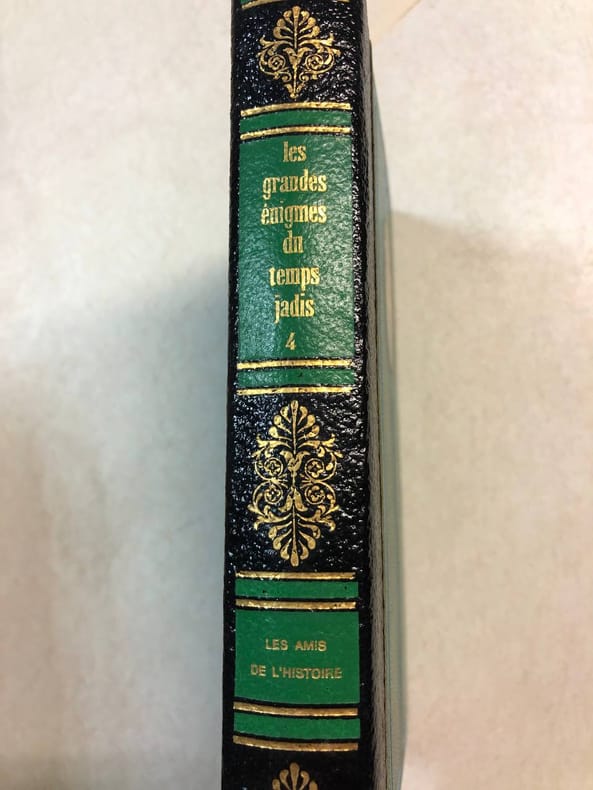 les
grandes
énigmes
du
temps
jadis
4
LES AMIS
DE L'HISTOIRE